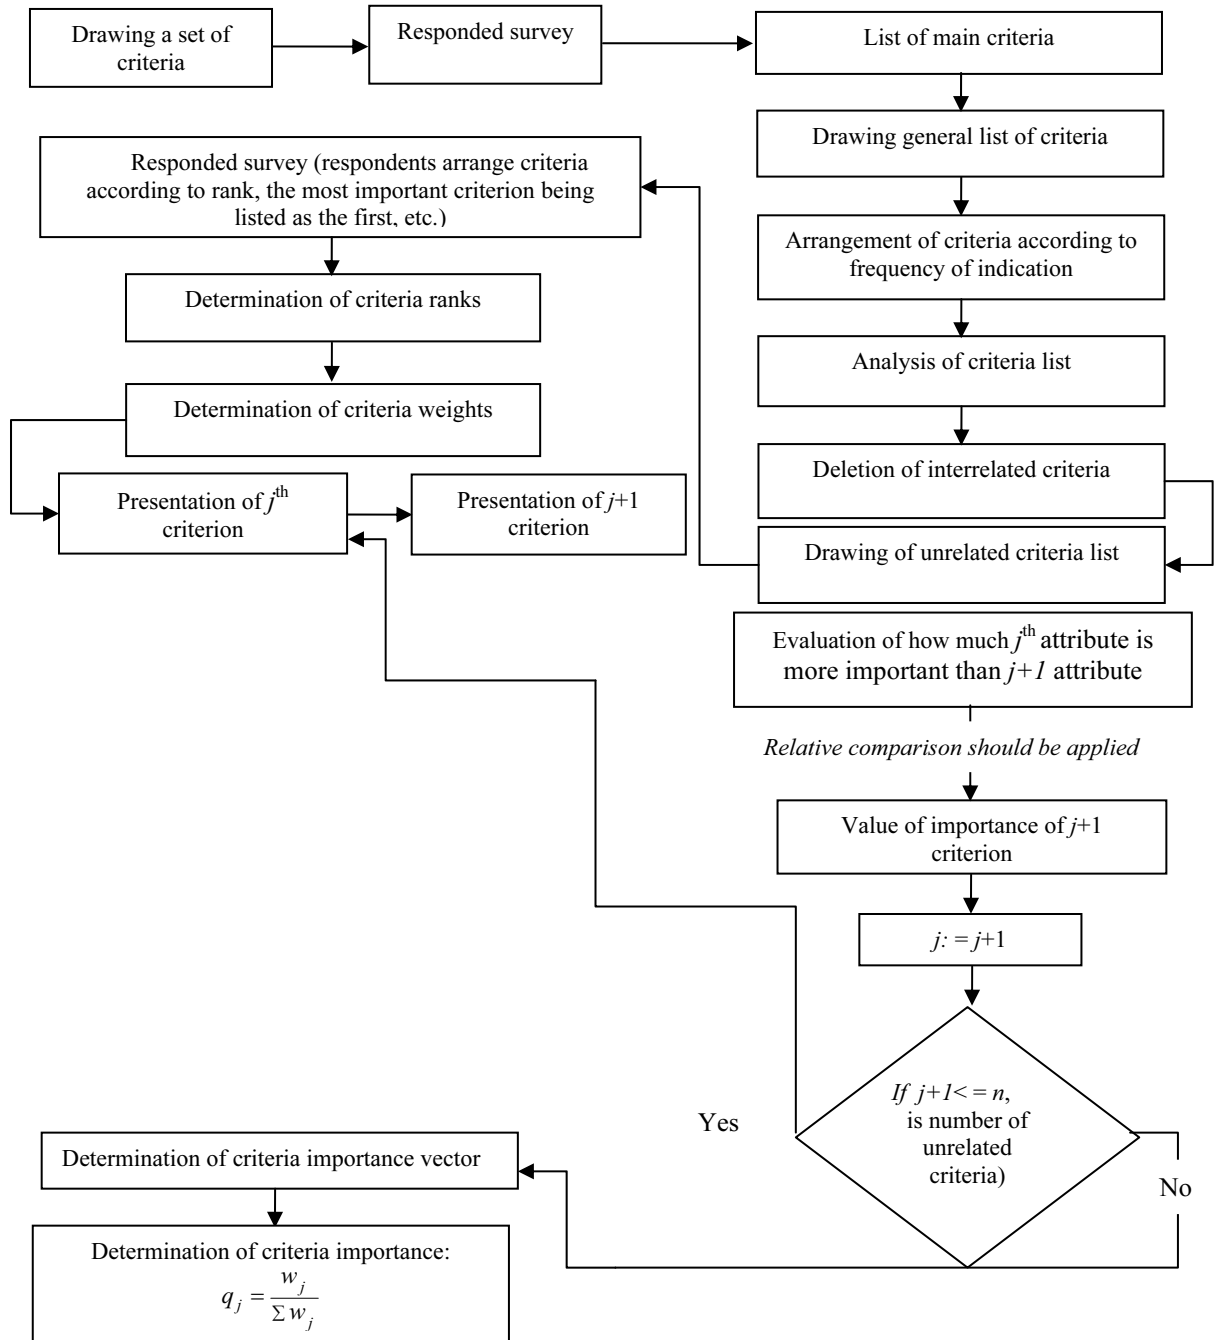 Drawing a set of
criteria
Responded survey
List of main criteria
Drawing general list of criteria
Arrangement of criteria according to
frequency of indication
Analysis of criteria list
Deletion of interrelated criteria
Drawing of unrelated criteria list
Responded survey (respondents arrange criteria
according to rank, the most important criterion being
listed as the first, etc.)
Determination of criteria ranks
Determination of criteria weights
Presentation of jth
criterion
Presentation of j+1
criterion
Evaluation of how much jth attribute is
more important than j+1 attribute
Relative comparison should be applied
Value of importance of j+1
criterion
j: = j+1
If j+1< = n,
is number of
unrelated
criteria)
Yes
No
Determination of criteria importance vector
Determination of criteria importance:
q_j = w_j / Σ w_j